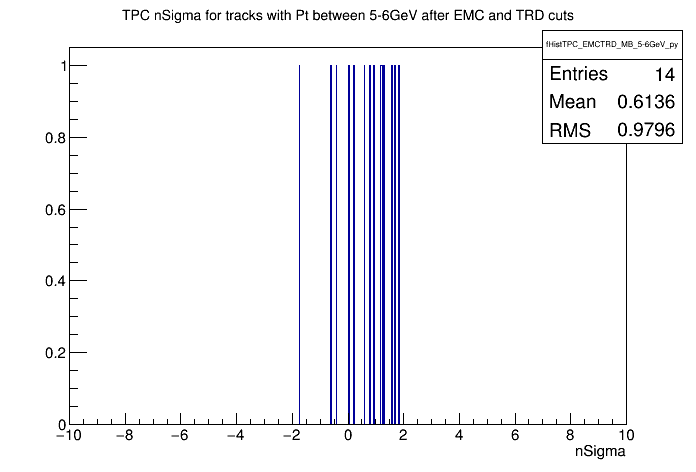 TPC nSigma for tracks with Pt between 5-6GeV after EMC and TRD cuts
fHistTPC_EMCTRD_MB_5-6GeV_py
Entries 14
Mean 0.6136
RMS 0.9796
1
0.8
0.6
0.4
0.2
0
−10 −8 −6 −4 −2 0 2 4 6 8 10
nSigma